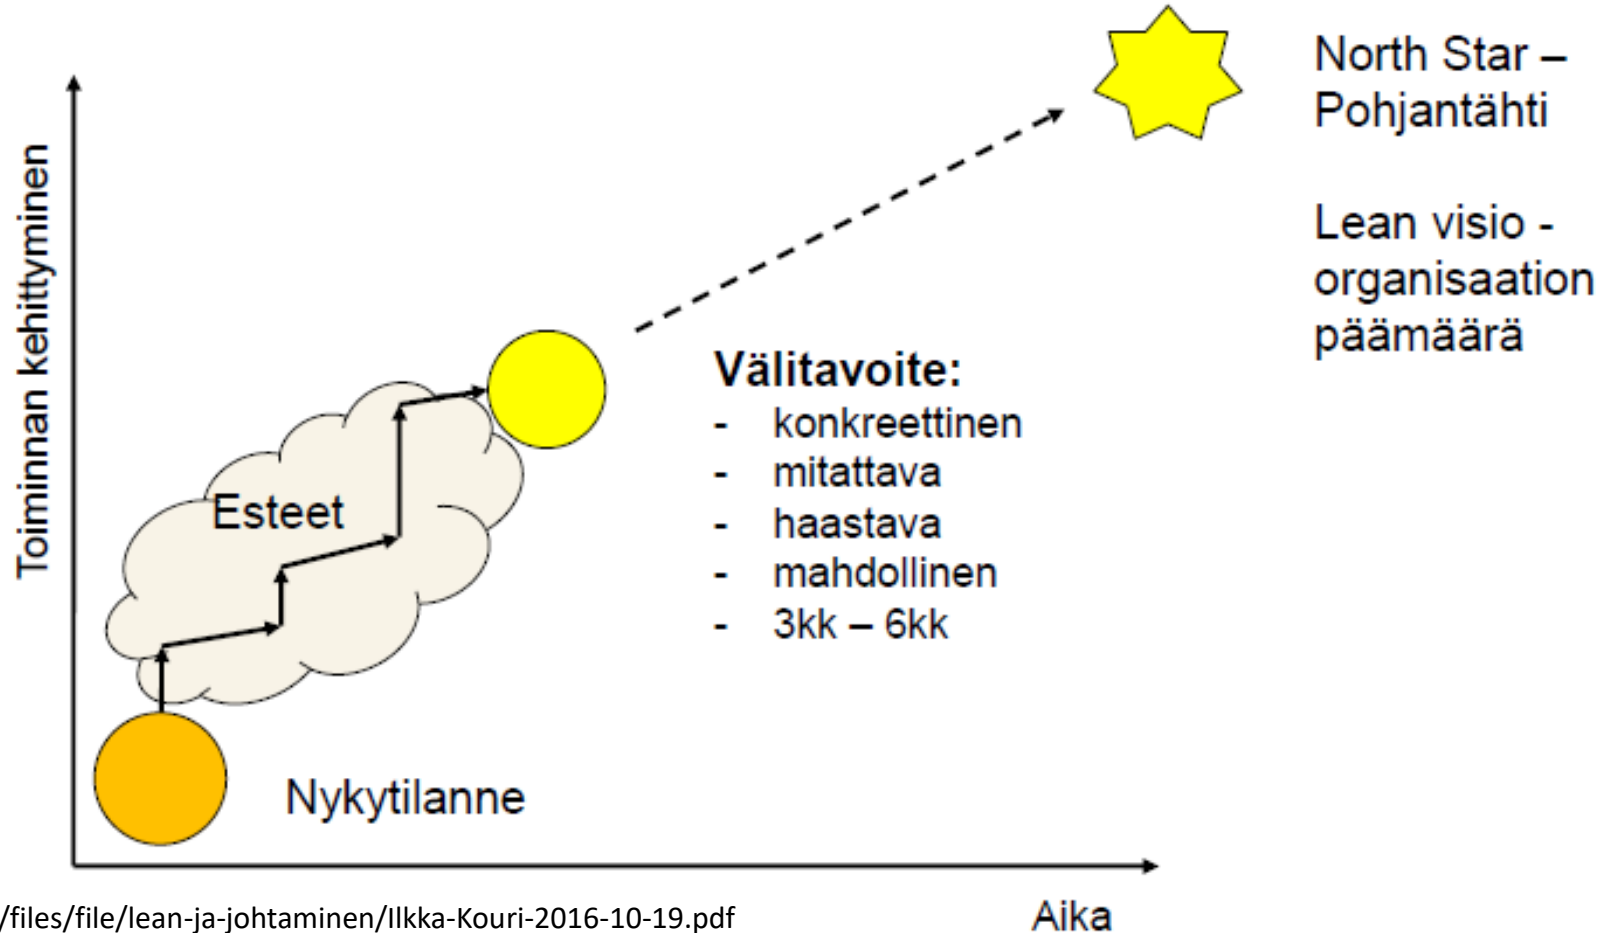 North Star –
Pohjantähti
Lean visio -
organisaation
päämäärä
Toiminnan kehittyminen
Välitavoite:
- konkreettinen
- mitattava
- haastava
- mahdollinen
- 3kk – 6kk
Esteet
Nykytilanne
Aika
/files/file/lean-ja-johtaminen/Ilkka-Kouri-2016-10-19.pdf